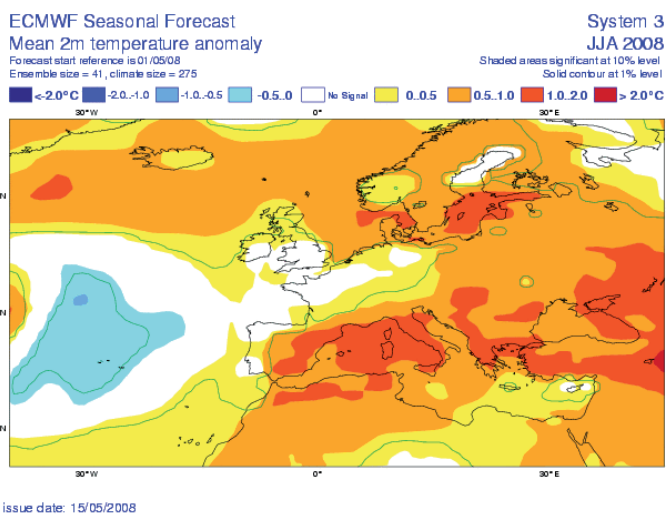 ECMWF Seasonal Forecast
System 3
Mean 2m temperature anomaly
JJA 2008
Forecast start reference is 01/05/08
Shaded areas significant at 10% level
Ensemble size = 41, climate size = 275
Solid contour at 1% level
<-2.0°C -2.0..-1.0 -1.0..-0.5 -0.5..0 No Signal 0..0.5 0.5..1.0 1.0..2.0 > 2.0°C
30°W 0° 30°E
N
N
N
30°W 0° 30°E
issue date: 15/05/2008